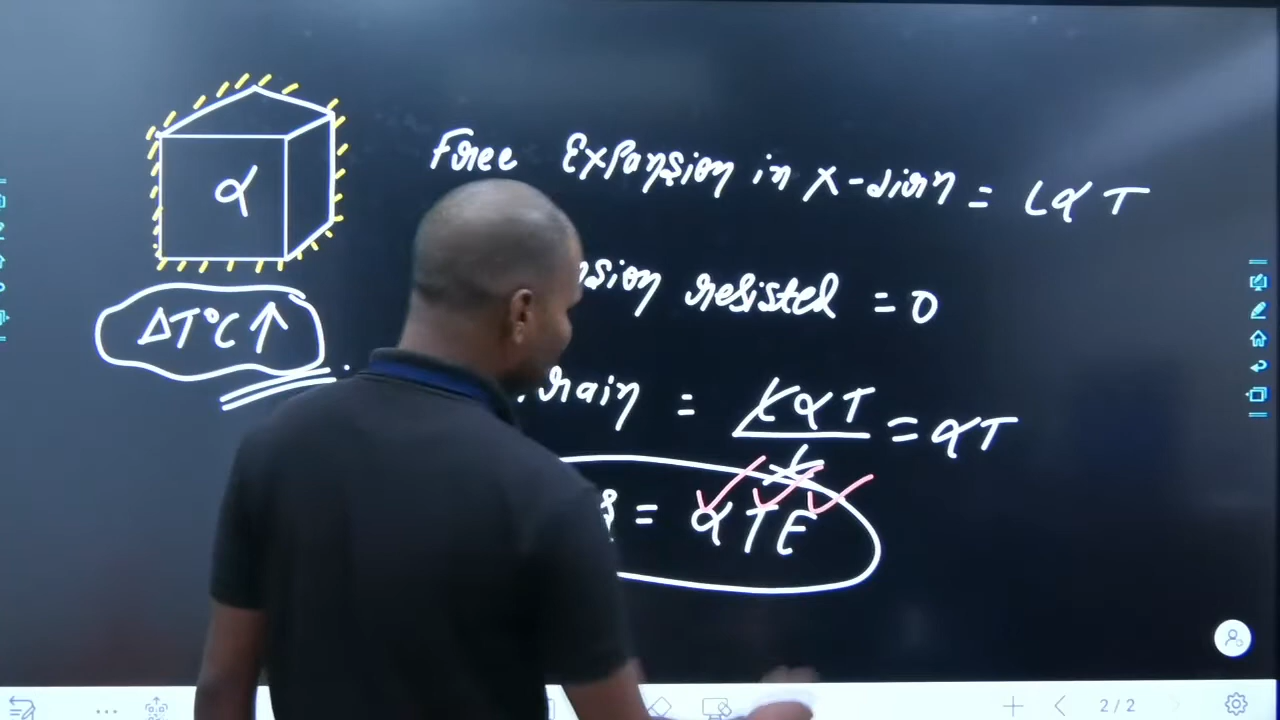 α
ΔT°C ↑
Free Expansion in x-dirn = LαT
resisted = 0
= LαT / L = αT
= αTE
2/2